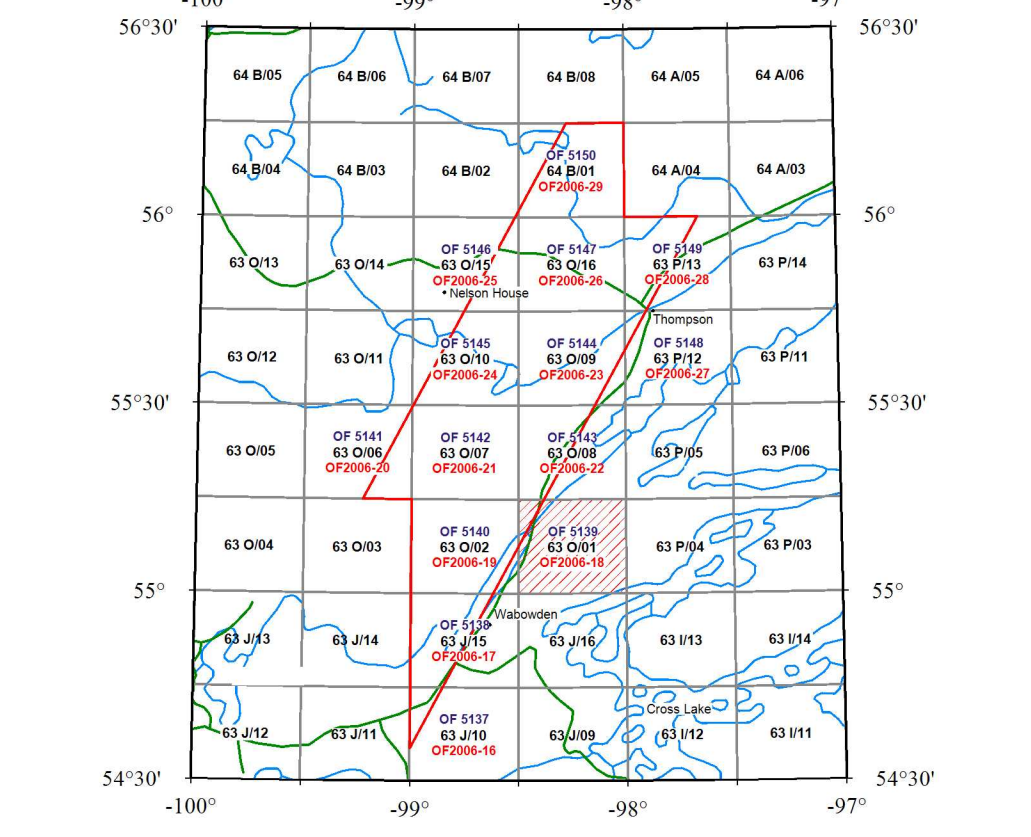 -100 -99° -98° -97
56°30' 56°30'
64 B/05 64 B/06 64 B/07 64 B/08 64 A/05 64 A/06
OF 5150
64 B/04 64 B/03 64 B/02 64 B/01 64 A/04 64 A/03
OF2006-29
56° 56°
OF 5146 OF 5147 OF 5149
63 O/13 63 O/14 63 O/15 63 O/16 63 P/13 63 P/14
OF2006-25 OF2006-26 OF2006-28
Nelson House
Thompson
OF 5145 OF 5144 OF 5148
63 O/12 63 O/11 63 O/10 63 O/09 63 P/12 63 P/11
OF2006-24 OF2006-23 OF2006-27
55°30' 55°30'
OF 5141 OF 5142 OF 5143
63 O/05 63 O/06 63 O/07 63 O/08 63 P/05 63 P/06
OF2006-20 OF2006-21 OF2006-22
OF 5140 OF 5139
63 O/04 63 O/03 63 O/02 63 O/01 63 P/04 63 P/03
OF2006-19 OF2006-18
55° 55°
Wabowden
OF 5138
63 J/13 63 J/14 63 J/15 63 J/16 63 I/13 63 I/14
OF2006-17
Cross Lake
OF 5137
63 J/12 63 J/11 63 J/10 63 J/09 63 I/12 63 I/11
OF2006-16
54°30' 54°30'
-100° -99° -98° -97°